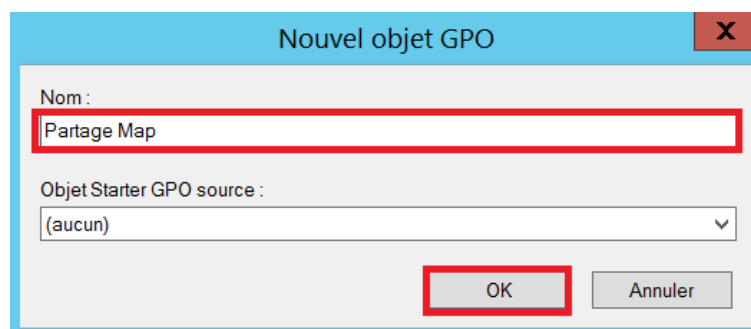 Nouvel objet GPO
X
Nom :
Partage Map
Objet Starter GPO source :
(aucun)
OK
Annuler